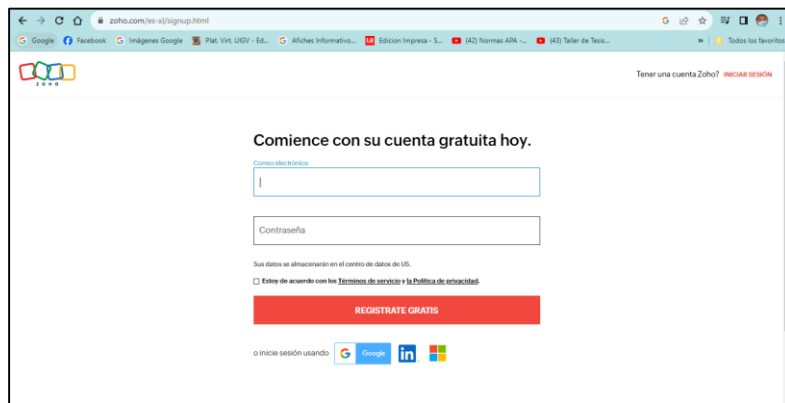 zoho.com/es-xl/signup.html
Google Facebook Imágenes Google Plat. Virt. UIGV - Ed... Afiches Informativo... Edicion Impresa - S... (42) Normas APA -... (43) Taller de Tesis... » Todos los favoritos
ZOHO
Tener una cuenta Zoho? INICIAR SESIÓN
Comience con su cuenta gratuita hoy.
Correo electrónico
Contraseña
Sus datos se almacenarán en el centro de datos de US.
Estoy de acuerdo con los Términos de servicio y la Política de privacidad.
REGISTRATE GRATIS
o inicie sesión usando Google in